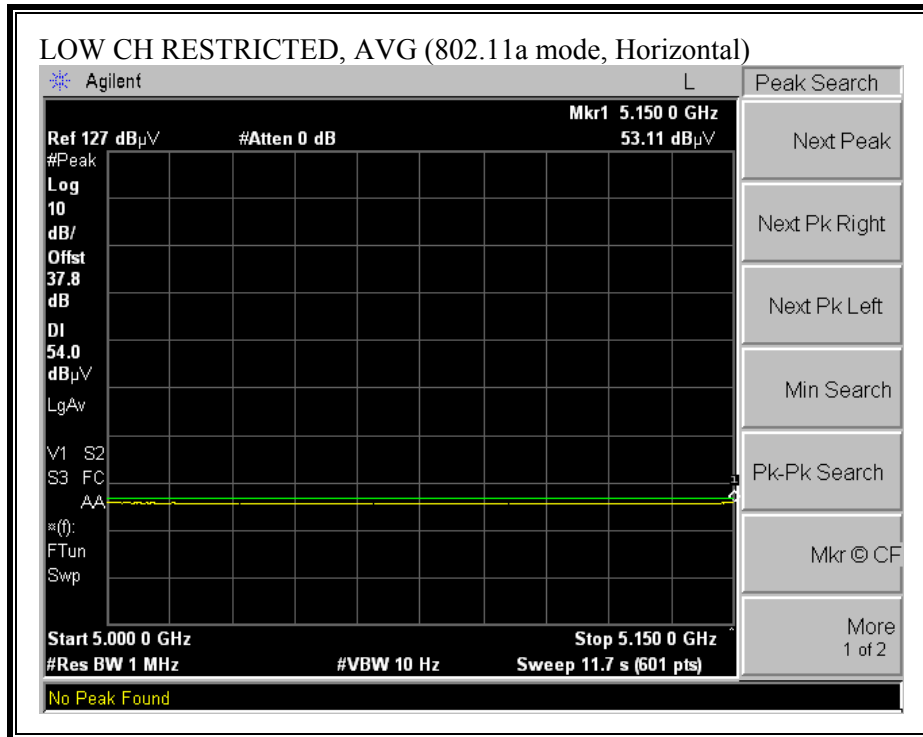 LOW CH RESTRICTED, AVG (802.11a mode, Horizontal)
Agilent L Peak Search
Mkr1 5.150 0 GHz
Ref 127 dBµV #Atten 0 dB 53.11 dBµV
#Peak
Log
10
dB/
Offst
37.8
dB
DI
54.0
dBµV
LgAv
V1 S2
S3 FC
AA
¤(f):
FTun
Swp
1
Start 5.000 0 GHz Stop 5.150 0 GHz
#Res BW 1 MHz #VBW 10 Hz Sweep 11.7 s (601 pts)
No Peak Found
Next Peak
Next Pk Right
Next Pk Left
Min Search
Pk-Pk Search
Mkr © CF
More
1 of 2